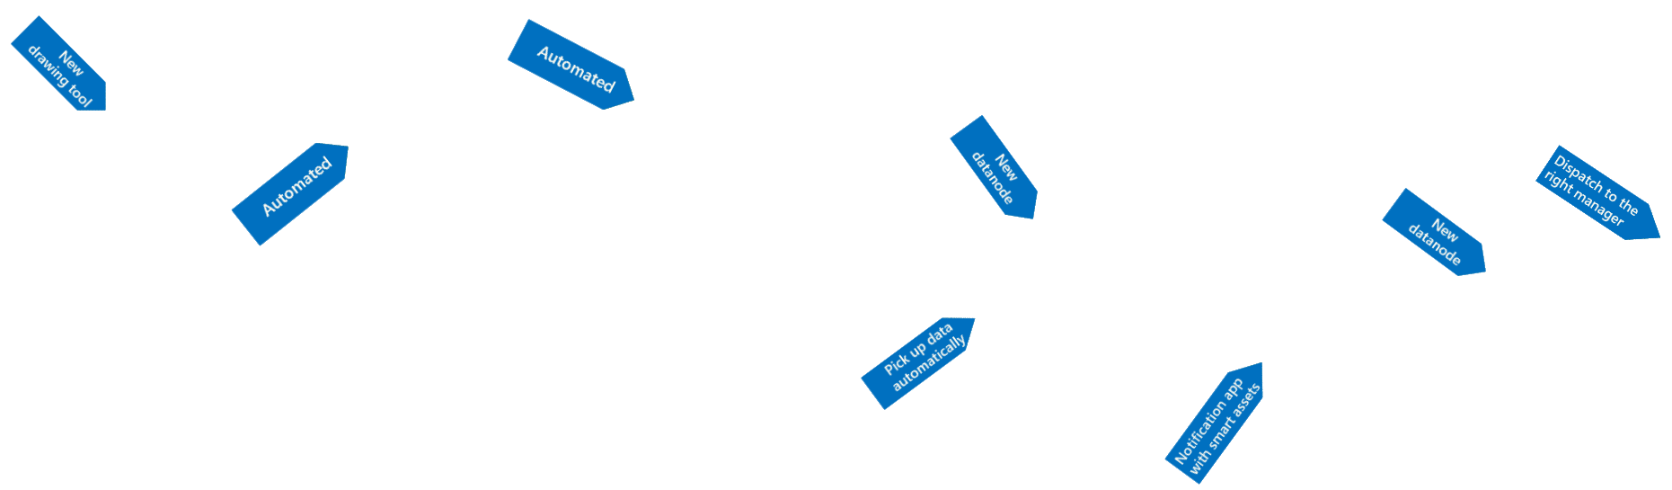 New
drawing tool
Automated
Automated
New
datanode
Pick up data
automatically
Notification app
with smart assets
New
datanode
Dispatch to the
right manager